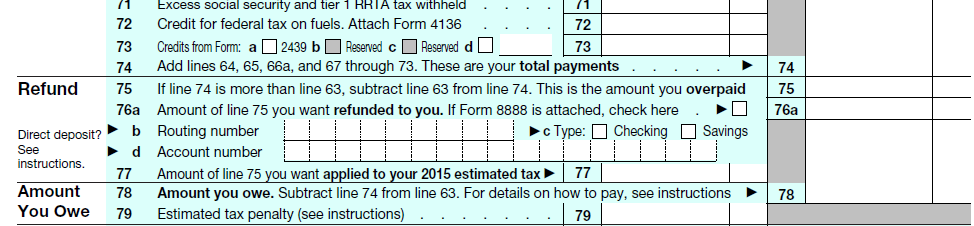 71 Excess social security and tier 1 RRTA tax withheld . . . . 71
72 Credit for federal tax on fuels. Attach Form 4136 . . . 72
73 Credits from Form: a 2439 b Reserved c Reserved d 73
74 Add lines 64, 65, 66a, and 67 through 73. These are your total payments . . . . . ▶ 74
Refund 75 If line 74 is more than line 63, subtract line 63 from line 74. This is the amount you overpaid 75
76a Amount of line 75 you want refunded to you. If Form 8888 is attached, check here . ▶ 76a
Direct deposit? ▶ b Routing number ▶ c Type: Checking Savings
See
▶ d Account number
instructions.
77 Amount of line 75 you want applied to your 2015 estimated tax ▶ 77
Amount 78 Amount you owe. Subtract line 74 from line 63. For details on how to pay, see instructions ▶ 78
You Owe 79 Estimated tax penalty (see instructions) . . . . . . 79